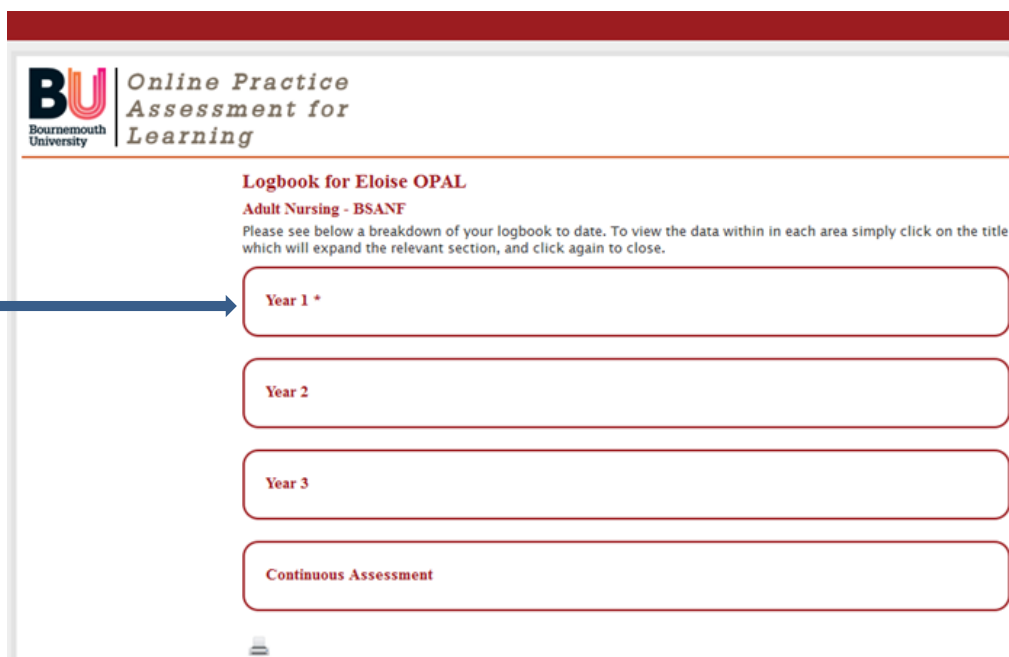 BU
Bournemouth
University
Online Practice
Assessment for
Learning
Logbook for Eloise OPAL
Adult Nursing - BSANF
Please see below a breakdown of your logbook to date. To view the data within in each area simply click on the title
which will expand the relevant section, and click again to close.
Year 1 *
Year 2
Year 3
Continuous Assessment